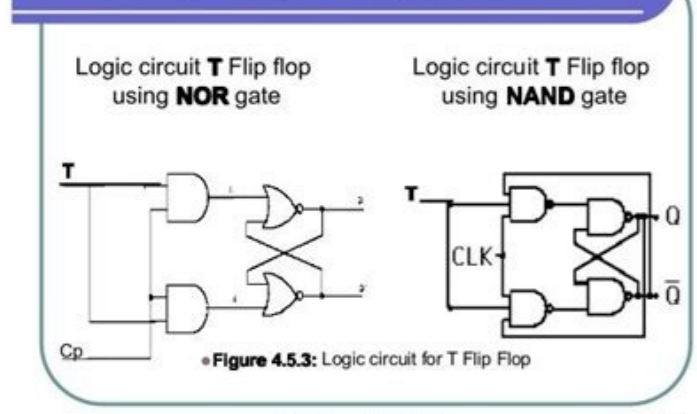 Logic circuit T Flip flop
using NOR gate
Logic circuit T Flip flop
using NAND gate
T
Cp
T
CLK
Q
Q̅
Figure 4.5.3: Logic circuit for T Flip Flop